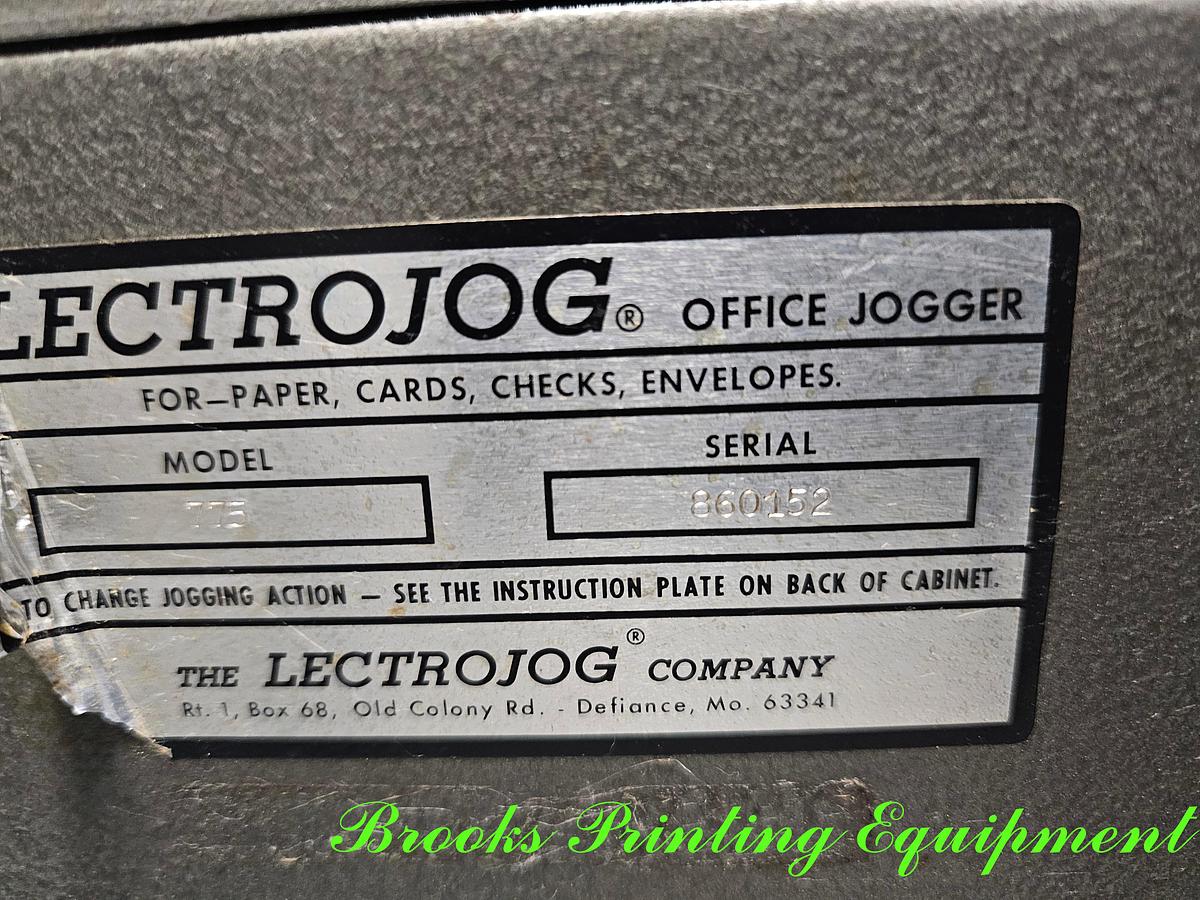 LECTROJOG® OFFICE JOGGER
FOR—PAPER, CARDS, CHECKS, ENVELOPES.
MODEL SERIAL
775 860152
TO CHANGE JOGGING ACTION — SEE THE INSTRUCTION PLATE ON BACK OF CABINET.
THE LECTROJOG® COMPANY
Rt. 1, Box 68, Old Colony Rd. - Defiance, Mo. 63341
Brooks Printing Equipment